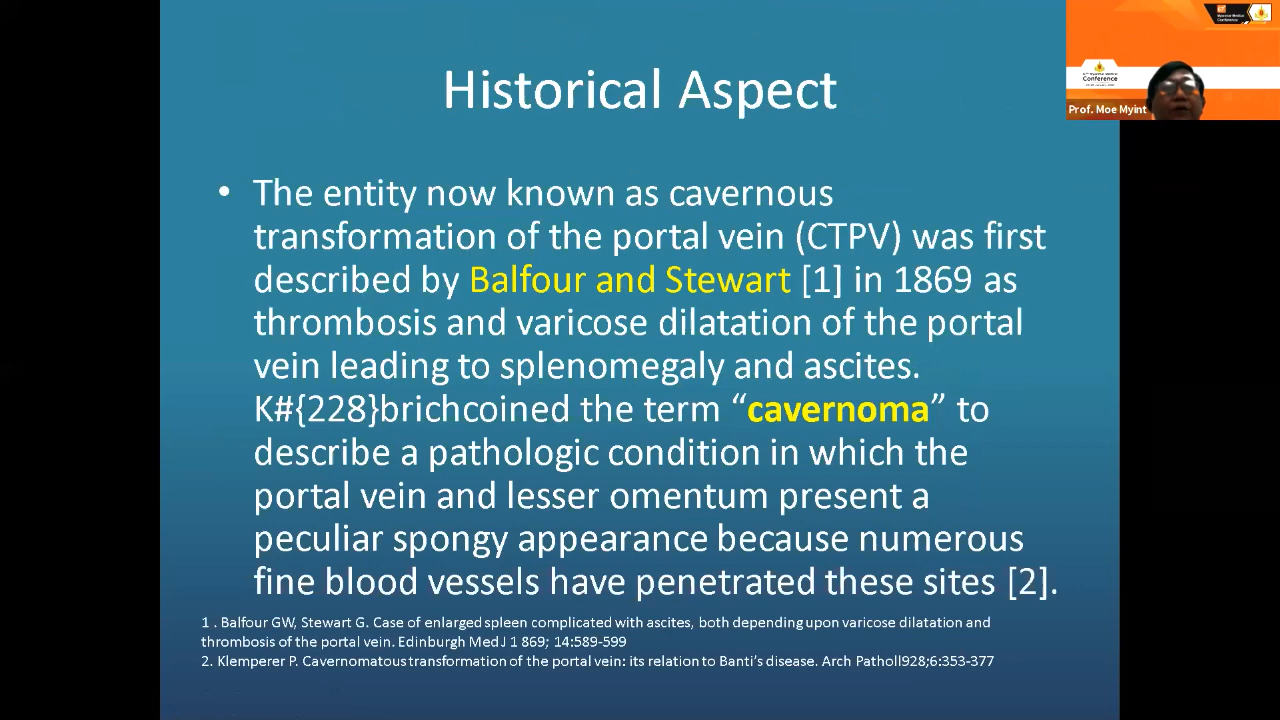 Historical Aspect
• The entity now known as cavernous
transformation of the portal vein (CTPV) was first
described by Balfour and Stewart [1] in 1869 as
thrombosis and varicose dilatation of the portal
vein leading to splenomegaly and ascites.
K#{228}brichcoined the term “cavernoma” to
describe a pathologic condition in which the
portal vein and lesser omentum present a
peculiar spongy appearance because numerous
fine blood vessels have penetrated these sites [2].
1 . Balfour GW, Stewart G. Case of enlarged spleen complicated with ascites, both depending upon varicose dilatation and
thrombosis of the portal vein. Edinburgh Med J 1 869; 14:589-599
2. Klemperer P. Cavernomatous transformation of the portal vein: its relation to Banti’s disease. Arch Patholl928;6:353-377
Conference
Prof. Moe Myint